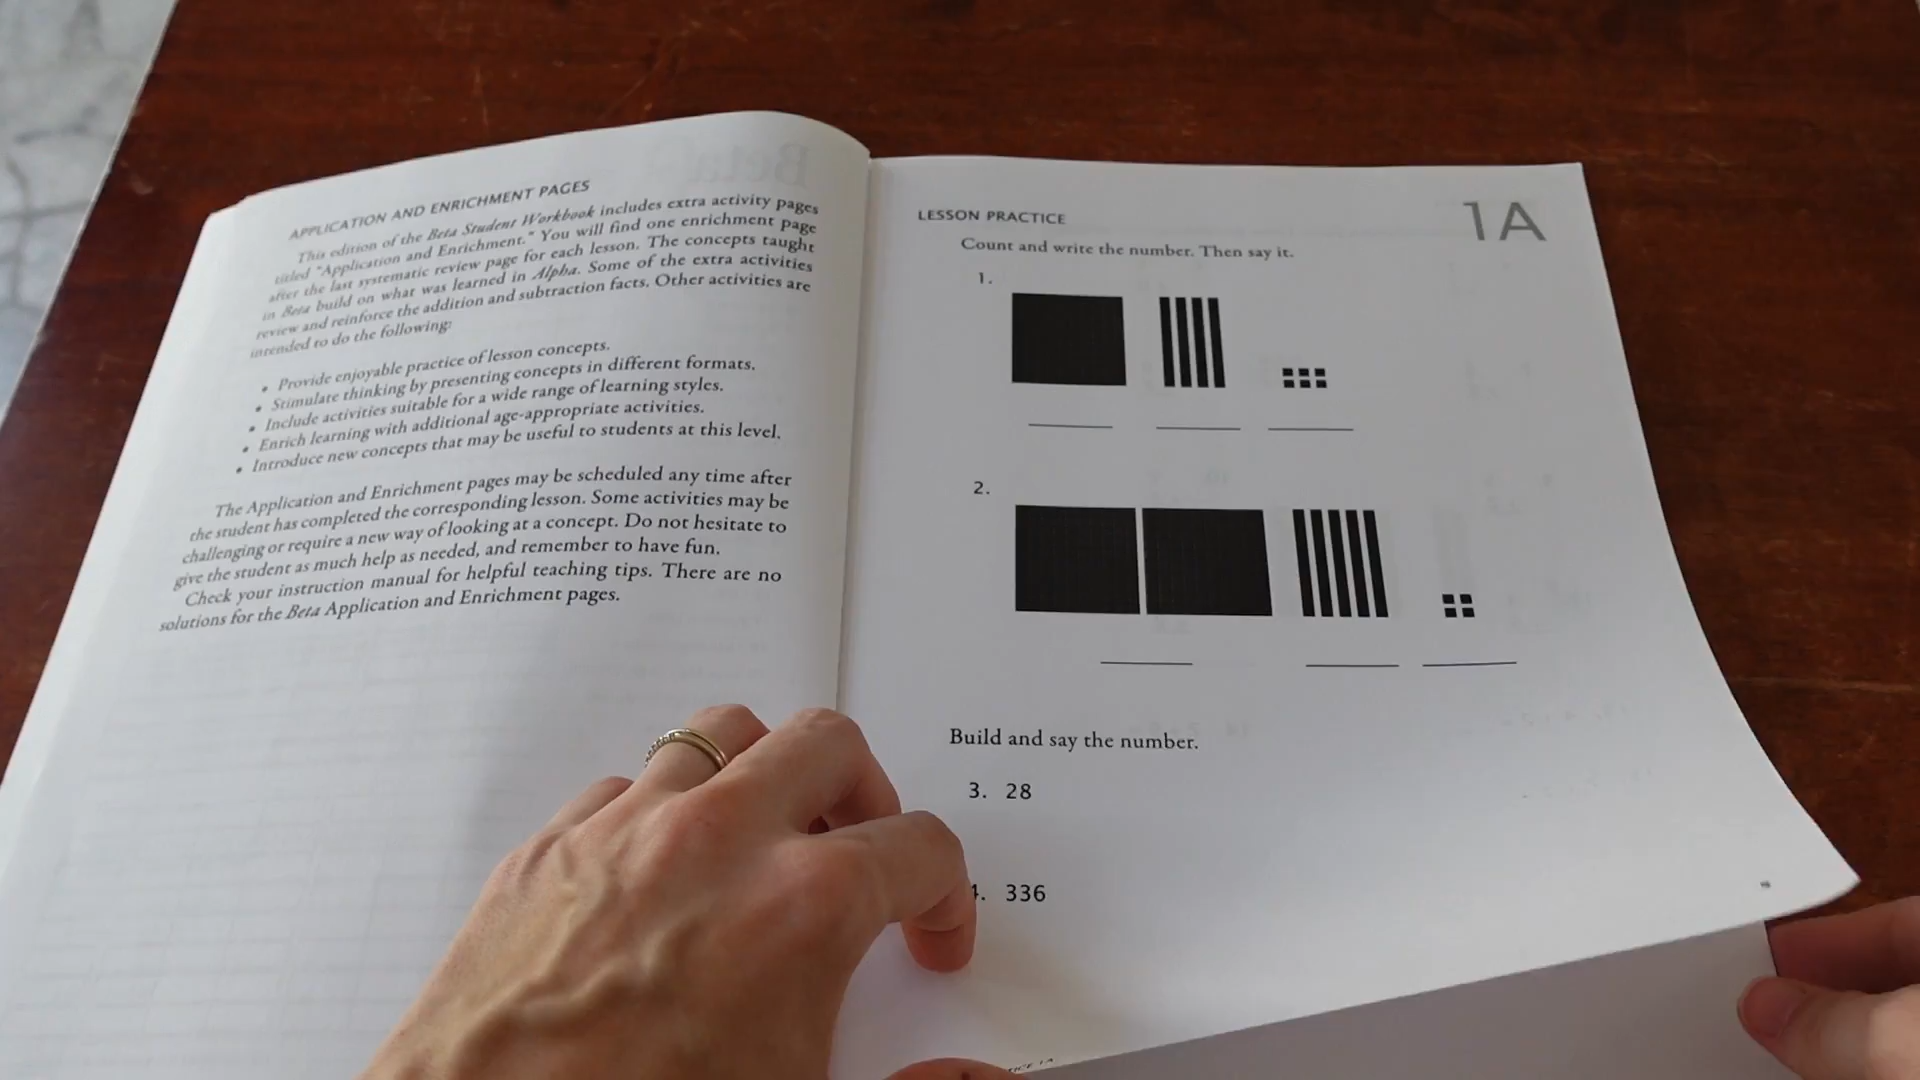 APPLICATION AND ENRICHMENT PAGES
This edition of the Beta Student Workbook includes extra activity pages
titled "Application and Enrichment." You will find one enrichment page
after the last systematic review page for each lesson. The concepts taught
in Beta build on what was learned in Alpha. Some of the extra activities
review and reinforce the addition and subtraction facts. Other activities are
intended to do the following:
• Provide enjoyable practice of lesson concepts.
• Stimulate thinking by presenting concepts in different formats.
• Include activities suitable for a wide range of learning styles.
• Enrich learning with additional age-appropriate activities.
• Introduce new concepts that may be useful to students at this level.
The Application and Enrichment pages may be scheduled any time after
the student has completed the corresponding lesson. Some activities may be
challenging or require a new way of looking at a concept. Do not hesitate to
give the student as much help as needed, and remember to have fun.
Check your instruction manual for helpful teaching tips. There are no
solutions for the Beta Application and Enrichment pages.
LESSON PRACTICE
1A
Count and write the number. Then say it.
1.
2.
Build and say the number.
3. 28
4. 336
1A